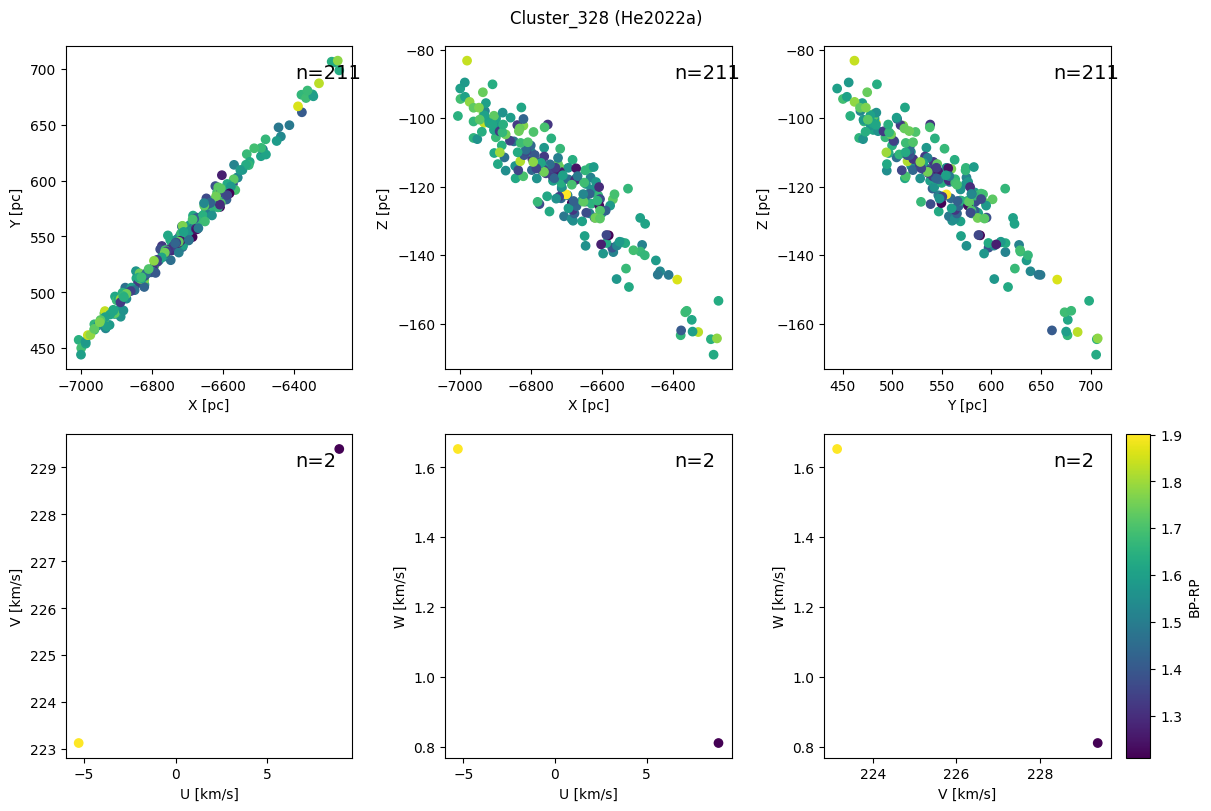 Cluster_328 (He2022a)
n=211
Y [pc]
700
650
600
550
500
450
−7000 −6800 −6600 −6400
X [pc]
n=211
Z [pc]
−80
−100
−120
−140
−160
−7000 −6800 −6600 −6400
X [pc]
n=211
Z [pc]
−80
−100
−120
−140
−160
450 500 550 600 650 700
Y [pc]
n=2
V [km/s]
229
228
227
226
225
224
223
−5 0 5
U [km/s]
n=2
W [km/s]
1.6
1.4
1.2
1.0
0.8
−5 0 5
U [km/s]
n=2
W [km/s]
1.6
1.4
1.2
1.0
0.8
224 226 228
V [km/s]
1.9
1.8
1.7
1.6
1.5
1.4
1.3
BP-RP